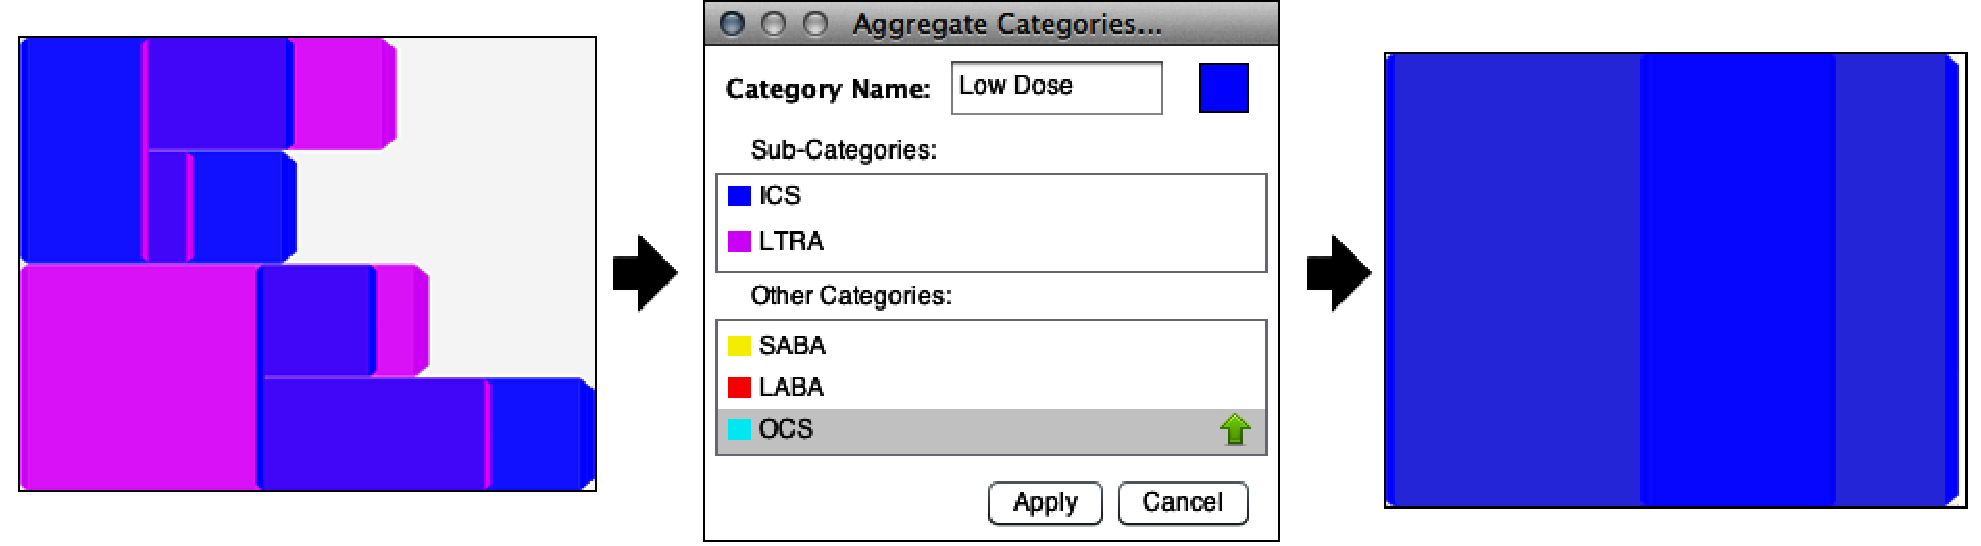 Aggregate Categories...
Category Name: Low Dose
Sub-Categories:
ICS
LTRA
Other Categories:
SABA
LABA
OCS
Apply Cancel